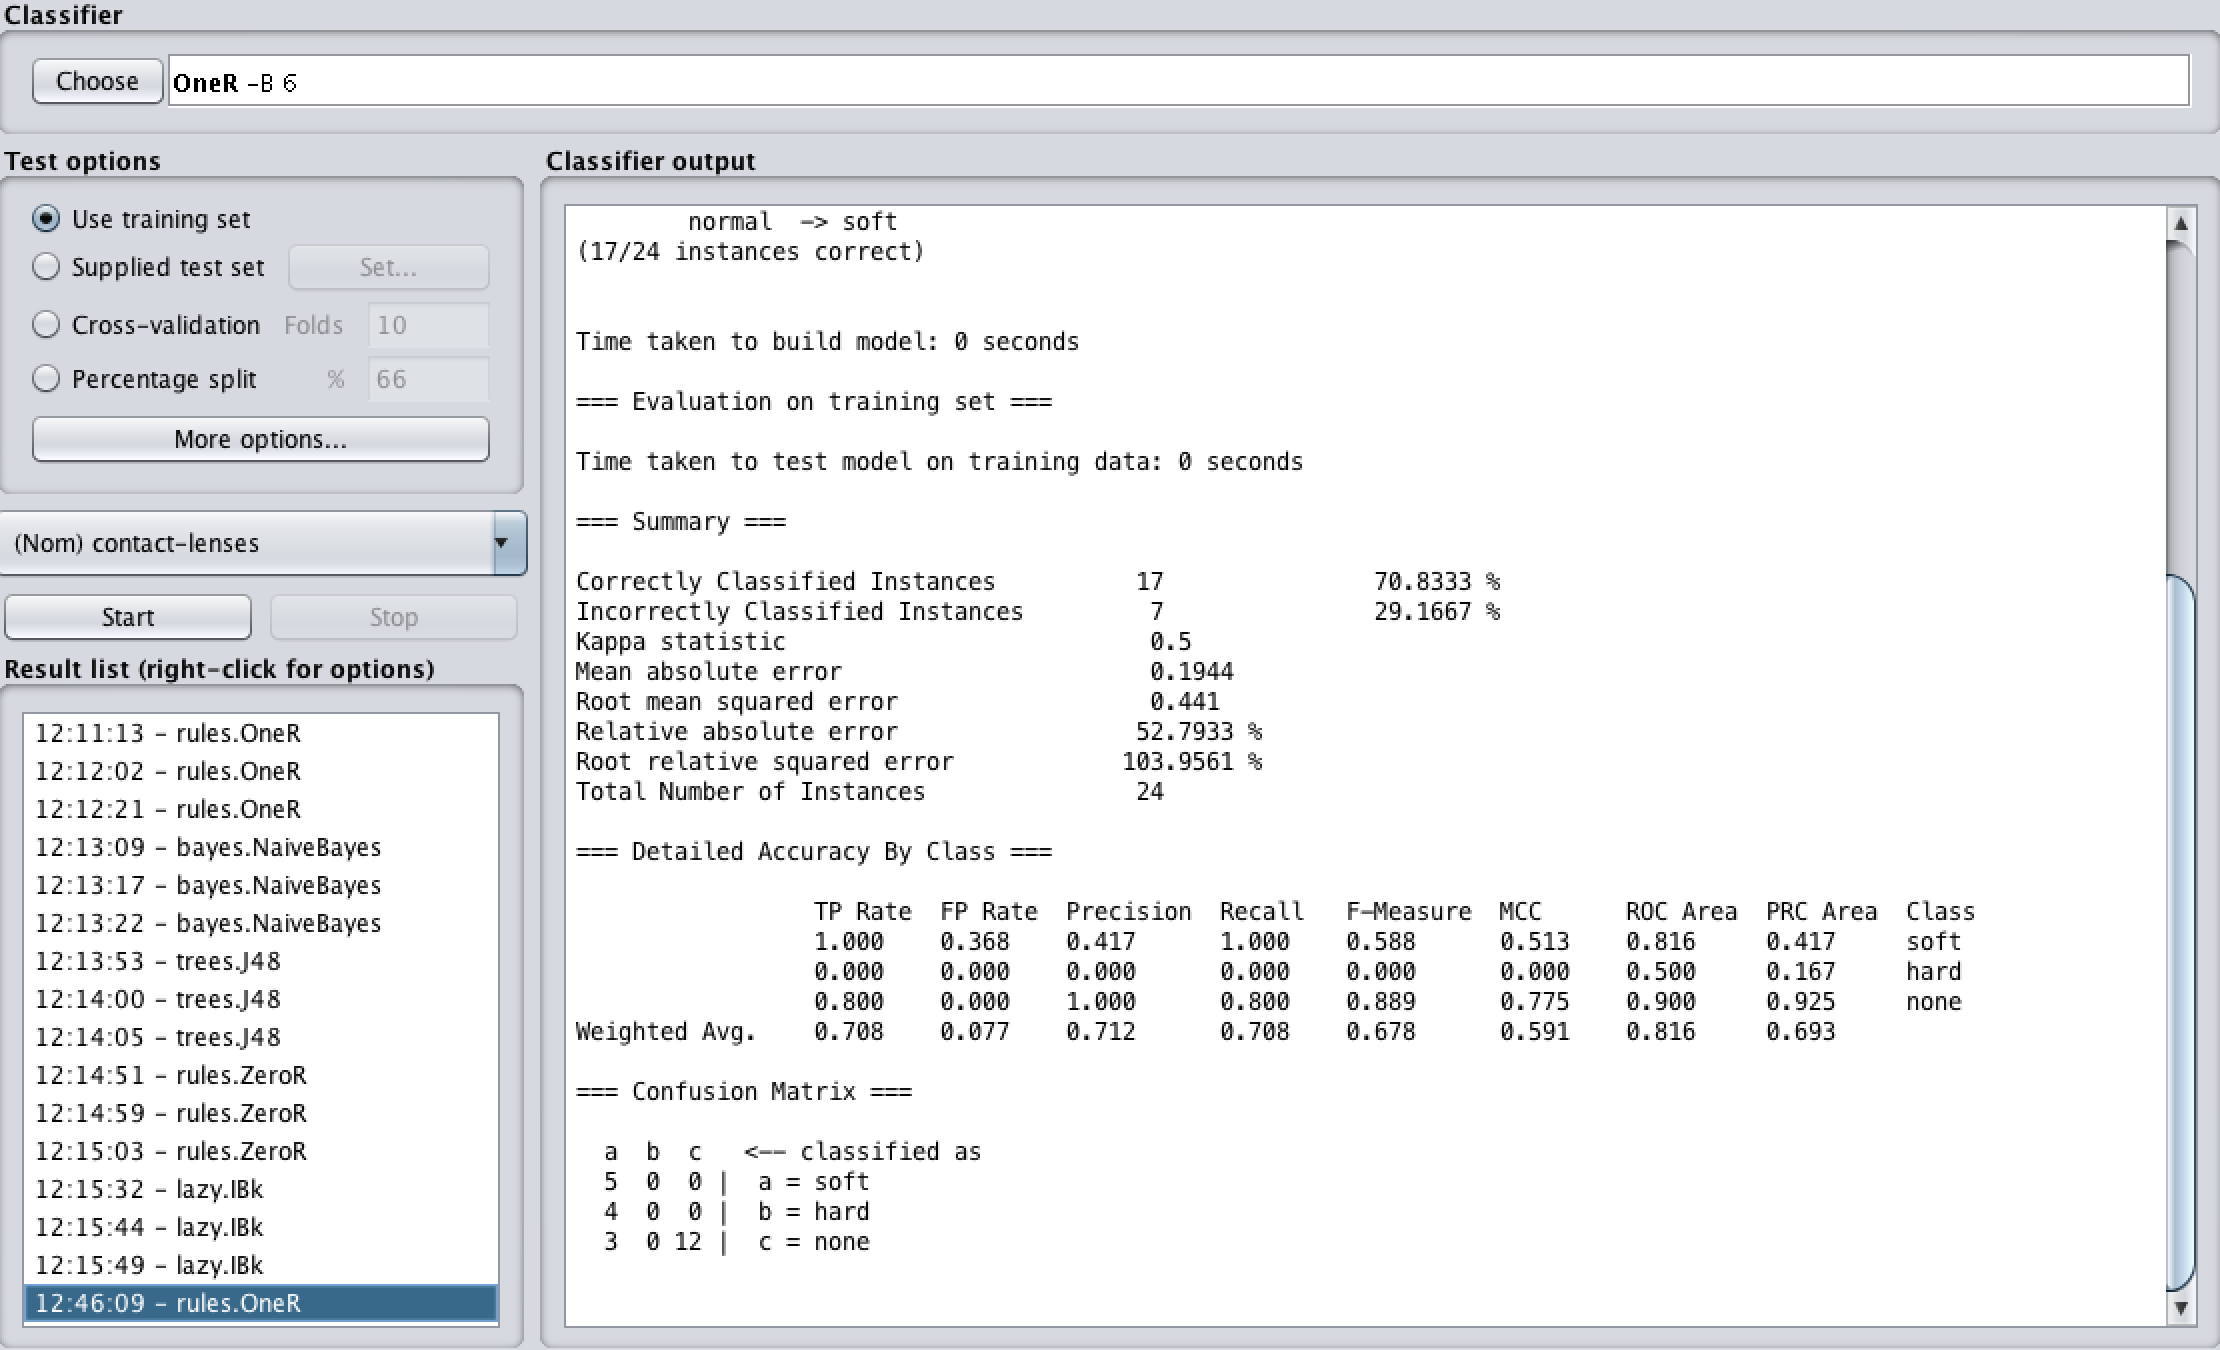 Classifier
Choose OneR -B 6
Test options
Use training set
Supplied test set Set...
Cross-validation Folds 10
Percentage split % 66
More options...
(Nom) contact-lenses
Start Stop
Result list (right-click for options)
12:11:13 - rules.OneR
12:12:02 - rules.OneR
12:12:21 - rules.OneR
12:13:09 - bayes.NaiveBayes
12:13:17 - bayes.NaiveBayes
12:13:22 - bayes.NaiveBayes
12:13:53 - trees.J48
12:14:00 - trees.J48
12:14:05 - trees.J48
12:14:51 - rules.ZeroR
12:14:59 - rules.ZeroR
12:15:03 - rules.ZeroR
12:15:32 - lazy.IBk
12:15:44 - lazy.IBk
12:15:49 - lazy.IBk
12:46:09 - rules.OneR
Classifier output
normal -> soft
(17/24 instances correct)
Time taken to build model: 0 seconds
=== Evaluation on training set ===
Time taken to test model on training data: 0 seconds
=== Summary ===
Correctly Classified Instances 17 70.8333 %
Incorrectly Classified Instances 7 29.1667 %
Kappa statistic 0.5
Mean absolute error 0.1944
Root mean squared error 0.441
Relative absolute error 52.7933 %
Root relative squared error 103.9561 %
Total Number of Instances 24
=== Detailed Accuracy By Class ===
TP Rate FP Rate Precision Recall F-Measure MCC ROC Area PRC Area Class
1.000 0.368 0.417 1.000 0.588 0.513 0.816 0.417 soft
0.000 0.000 0.000 0.000 0.000 0.000 0.500 0.167 hard
0.800 0.000 1.000 0.800 0.889 0.775 0.900 0.925 none
Weighted Avg. 0.708 0.077 0.712 0.708 0.678 0.591 0.816 0.693
=== Confusion Matrix ===
a b c <-- classified as
5 0 0 | a = soft
4 0 0 | b = hard
3 0 12 | c = none